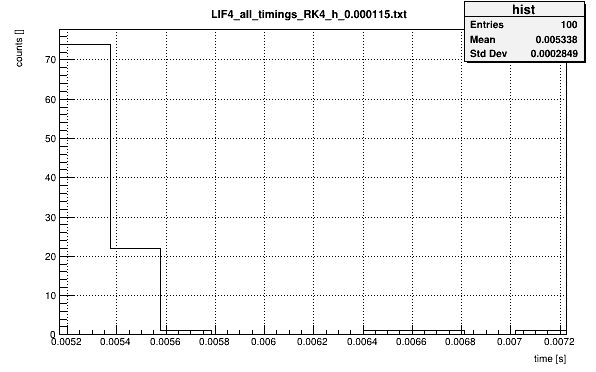 LIF4_all_timings_RK4_h_0.000115.txt
hist
Entries 100
Mean 0.005338
Std Dev 0.0002849
counts []
70
60
50
40
30
20
10
0
0.0052 0.0054 0.0056 0.0058 0.006 0.0062 0.0064 0.0066 0.0068 0.007 0.0072
time [s]